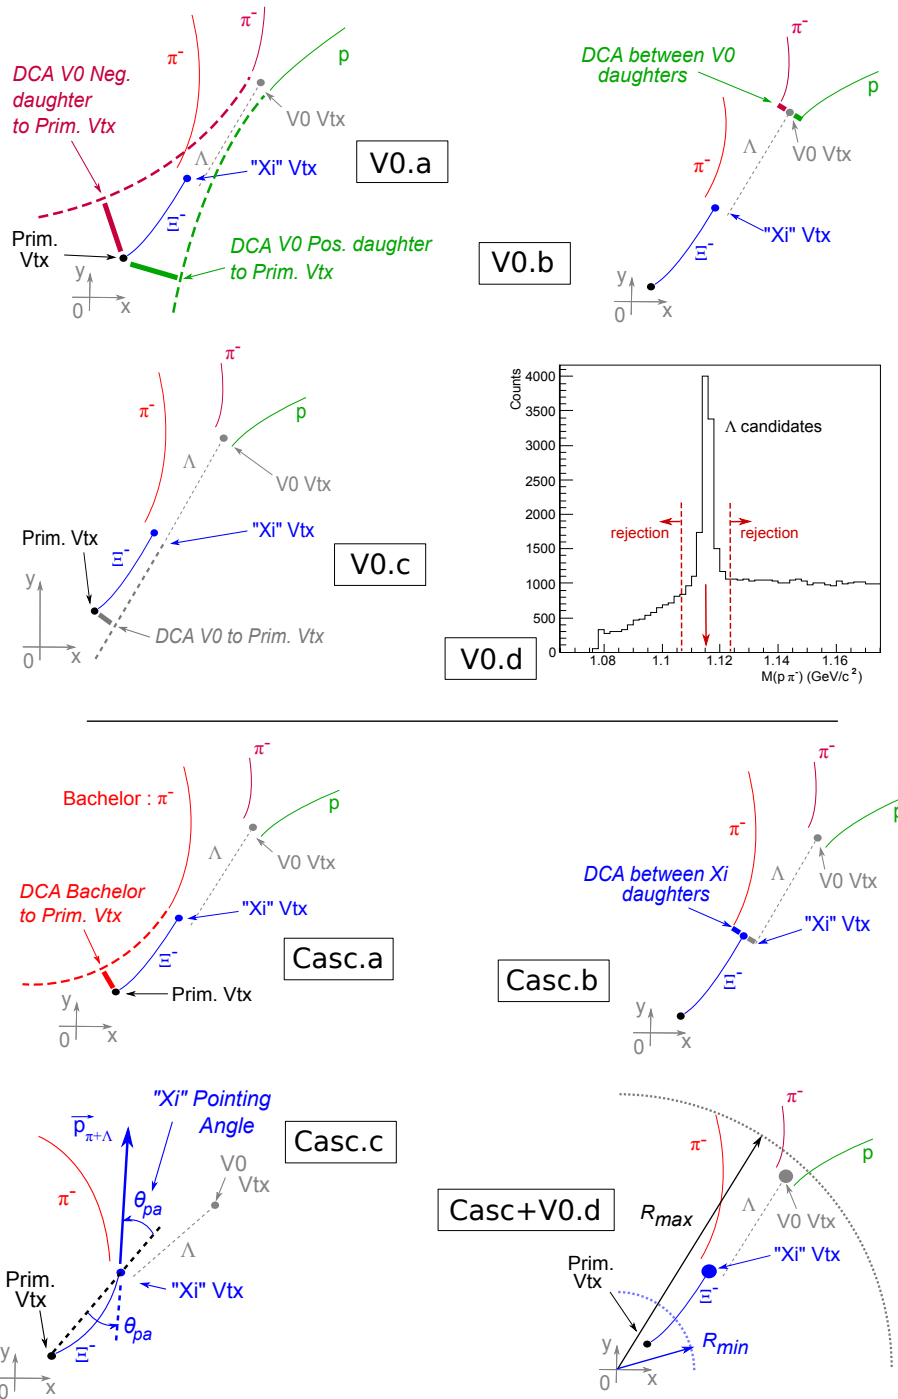 π-
p
π-
DCA V0 Neg.
daughter
to Prim. Vtx
V0 Vtx
Λ
"Xi" Vtx
V0.a
Ξ-
Prim.
Vtx
DCA V0 Pos. daughter
to Prim. Vtx
y
0
x
π-
DCA between V0
daughters
p
Λ
V0 Vtx
π-
"Xi" Vtx
Ξ-
V0.b
y
0
x
π-
π-
p
Λ
V0 Vtx
"Xi" Vtx
Prim. Vtx
Ξ-
V0.c
DCA V0 to Prim. Vtx
y
0
x
Counts
4000
3500
3000
2500
2000
1500
1000
500
0
Λ candidates
rejection
rejection
1.08
1.1
1.12
1.14
1.16
M(p π-) (GeV/c2)
V0.d
π-
Bachelor : π-
p
Λ
V0 Vtx
DCA Bachelor
to Prim. Vtx
"Xi" Vtx
Ξ-
Casc.a
Prim. Vtx
y
0
x
π-
p
π-
DCA between Xi
daughters
Λ
V0 Vtx
"Xi" Vtx
Ξ-
Casc.b
y
0
x
"Xi" Pointing
Angle
pπ+Λ
Casc.c
V0
Vtx
π-
θpa
Λ
Prim.
Vtx
"Xi" Vtx
θpa
Ξ-
y
0
x
π-
π-
p
Casc+V0.d
Rmax
Λ
V0 Vtx
"Xi" Vtx
Prim.
Vtx
Ξ-
Rmin
y
0
x